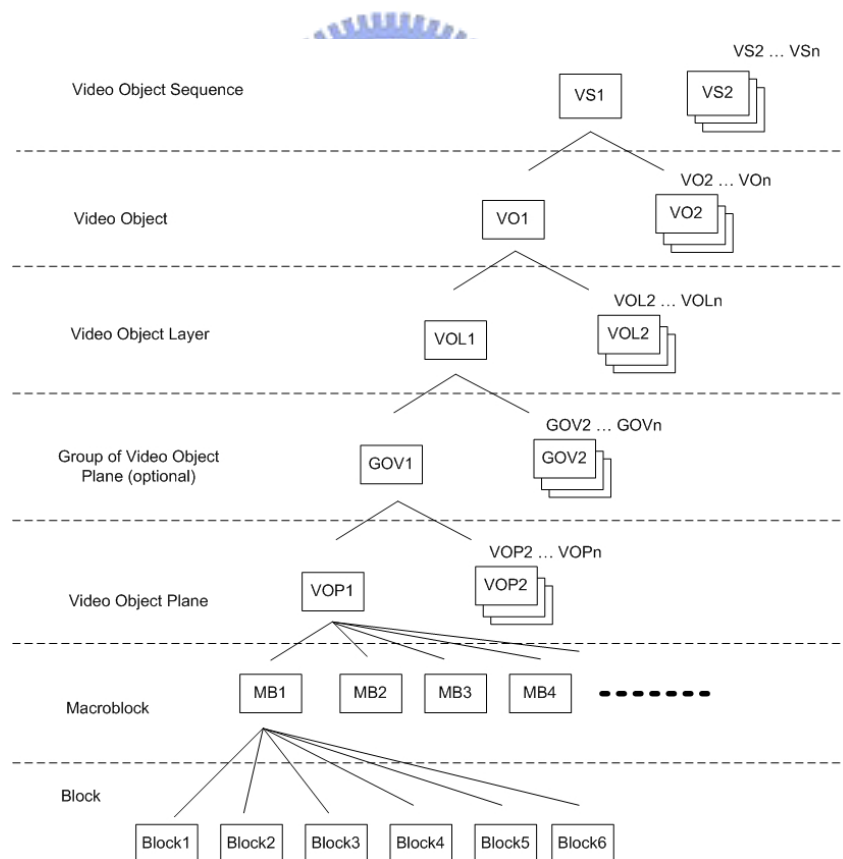 VS2 ... VSn
Video Object Sequence
VS1
VS2
VO2 ... VOn
Video Object
VO1
VO2
VOL2 ... VOLn
Video Object Layer
VOL1
VOL2
GOV2 ... GOVn
Group of Video Object
Plane (optional)
GOV1
GOV2
VOP2 ... VOPn
Video Object Plane
VOP1
VOP2
Macroblock
MB1
MB2
MB3
MB4
Block
Block1
Block2
Block3
Block4
Block5
Block6